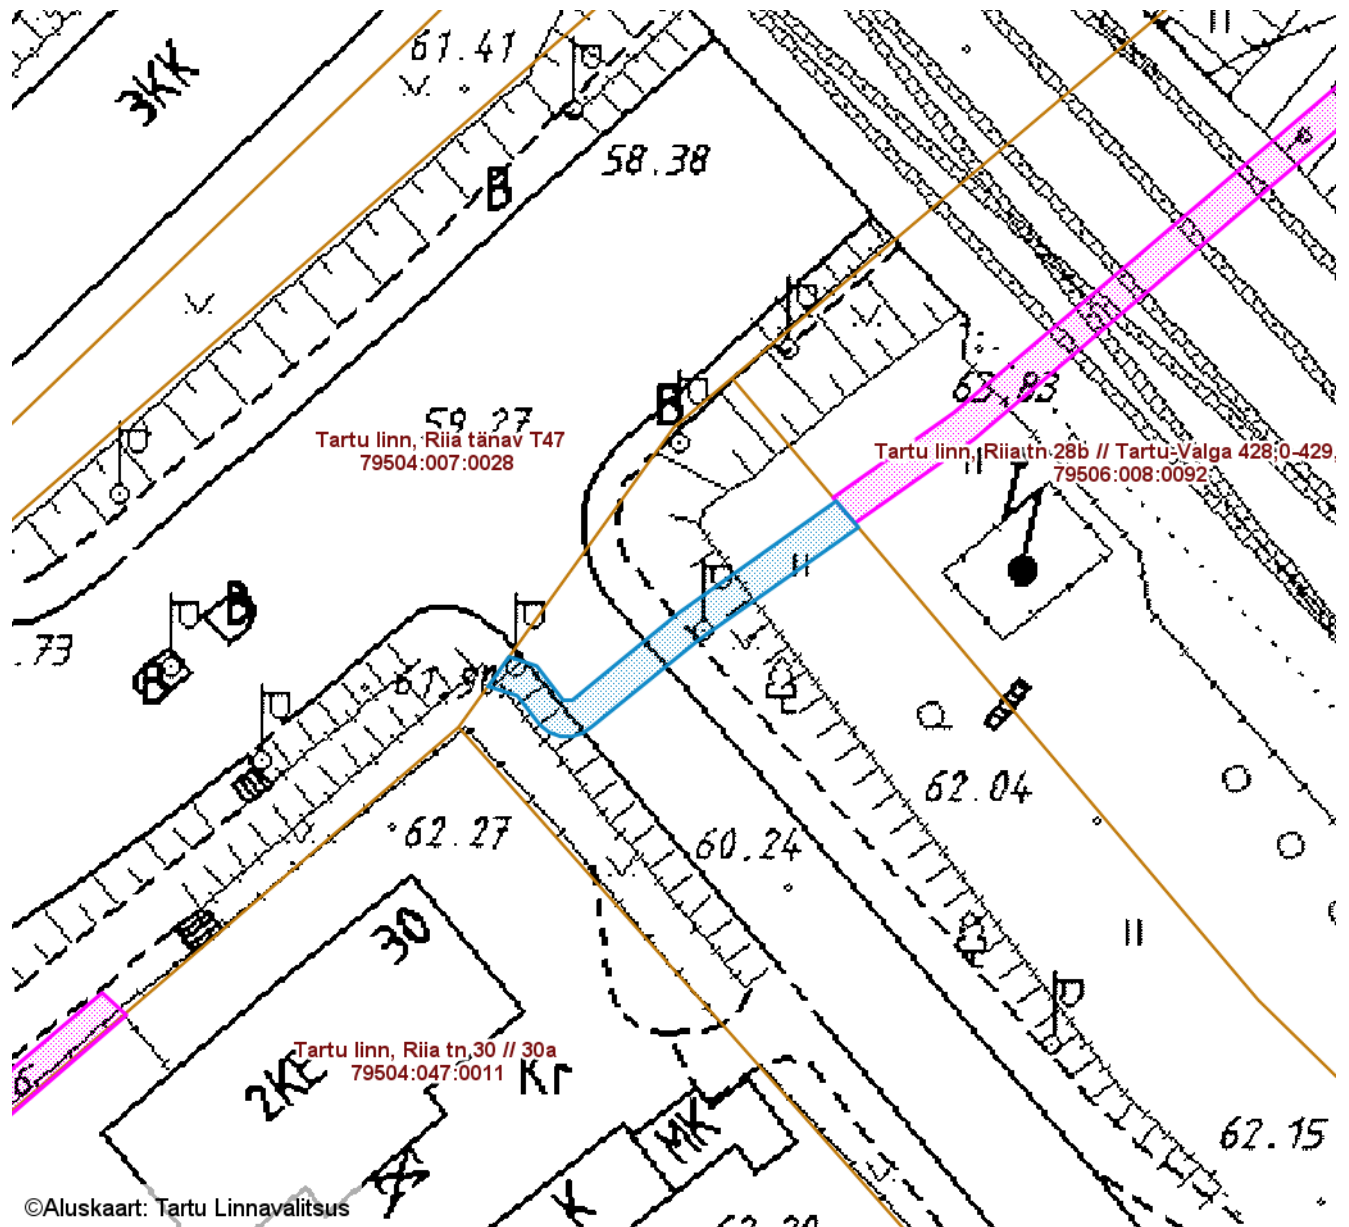 61.41
3KK
58.38
B
B
63.83
59.27
Tartu linn, Riia tänav T47
79504:007:0028
Tartu linn, Riia tn 28b // Tartu-Valga 428,0-429,
79506:008:0092
B
.73
62.04
62.27
60.24
30
Tartu linn, Riia tn 30 // 30a
79504:047:0011
2KE
Kr
MK
62.15
K
©Aluskaart: Tartu Linnavalitsus